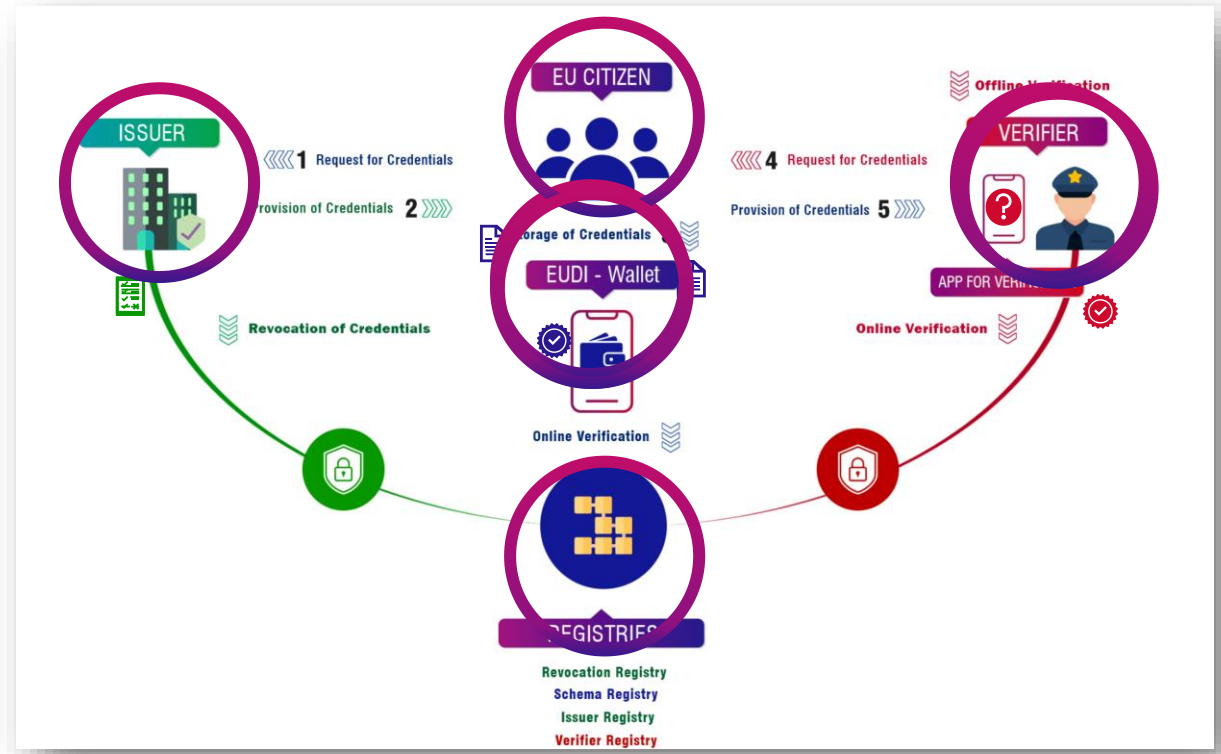 EU CITIZEN
Offline Verification
ISSUER
VERIFIER
1 Request for Credentials
4 Request for Credentials
Provision of Credentials 2
Provision of Credentials 5
Storage of Credentials
EUDI - Wallet
APP FOR
Revocation of Credentials
Online Verification
Online Verification
REGISTRIES
Revocation Registry
Schema Registry
Issuer Registry
Verifier Registry